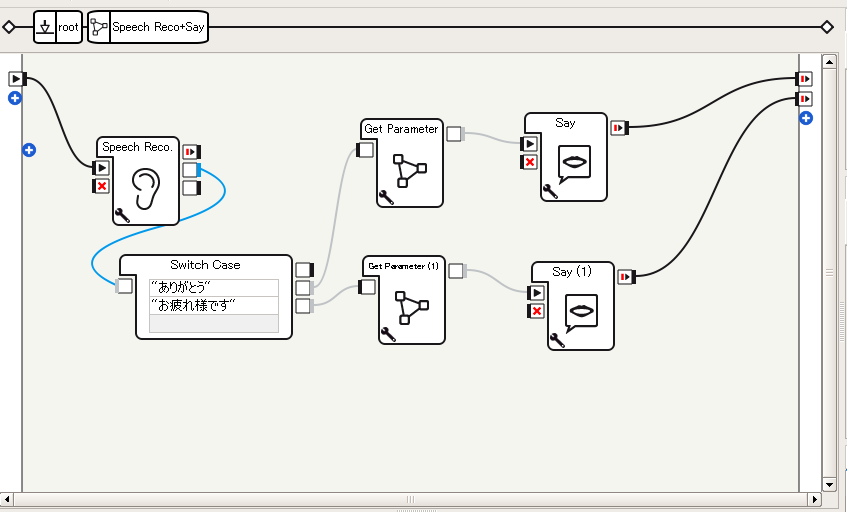 root
Speech Reco+Say
Speech Reco.
Get Parameter
Say
Switch Case
"ありがとう"
"お疲れ様です"
Get Parameter (1)
Say (1)